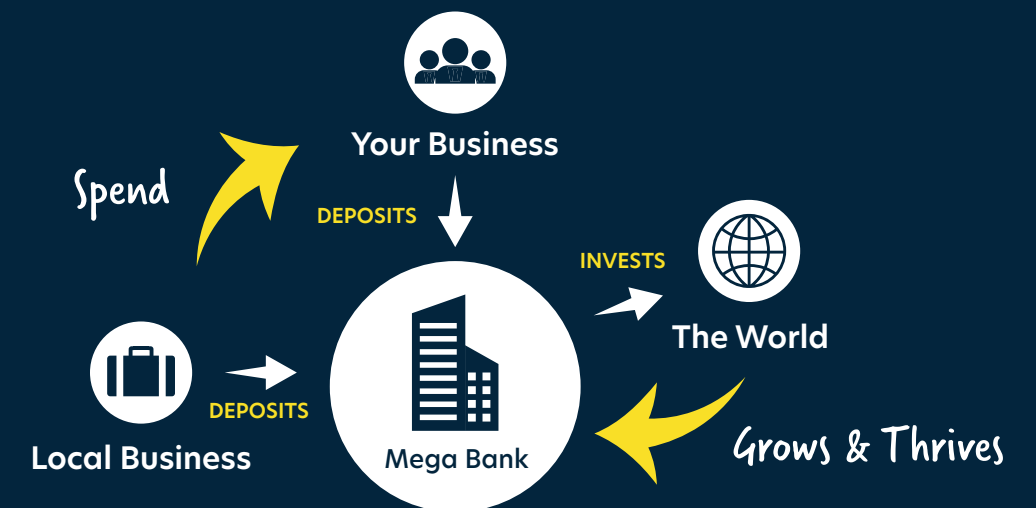 Your Business
Spend
DEPOSITS
INVESTS
The World
DEPOSITS
Grows & Thrives
Local Business
Mega Bank